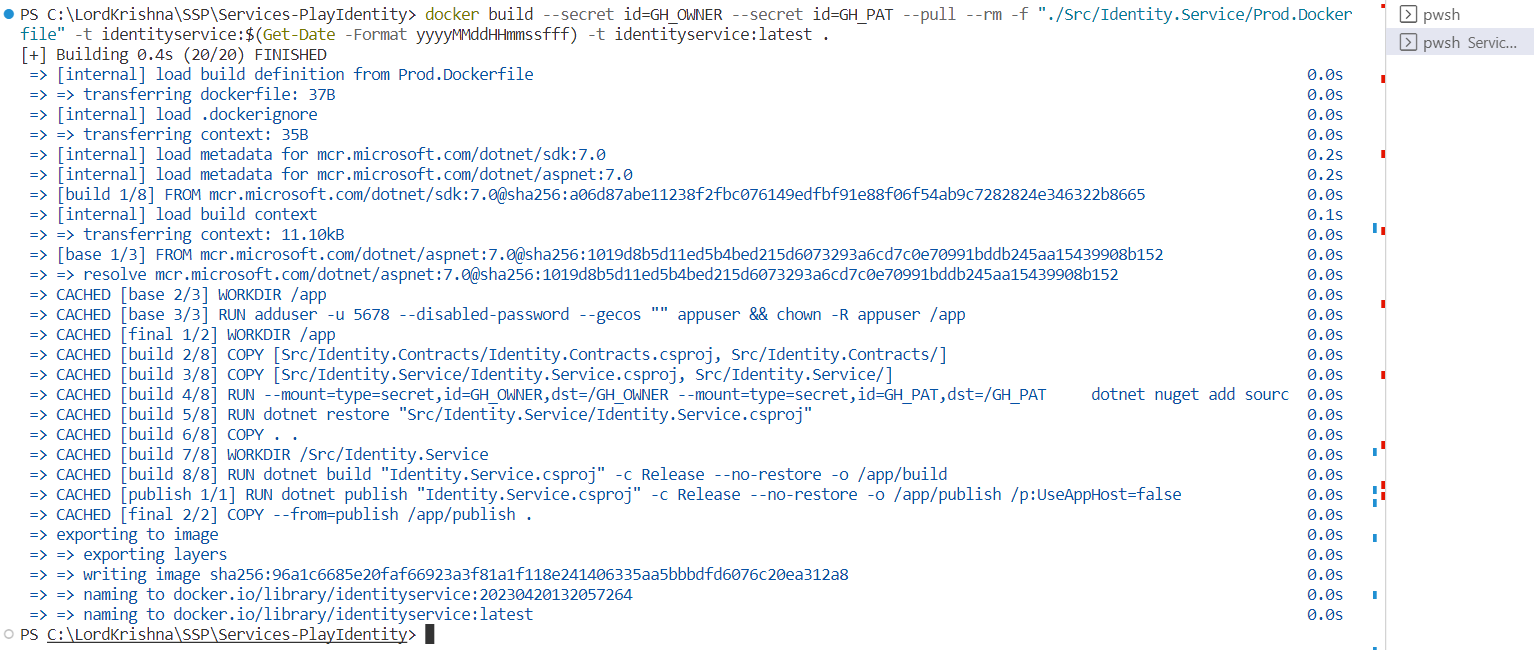 PS C:\LordKrishna\SSP\Services-PlayIdentity> docker build --secret id=GH_OWNER --secret id=GH_PAT --pull --rm -f "./Src/Identity.Service/Prod.Docker
file" -t identityservice:$(Get-Date -Format yyyyMMddHHmmssfff) -t identityservice:latest .
[+] Building 0.4s (20/20) FINISHED
=> [internal] load build definition from Prod.Dockerfile 0.0s
=> => transferring dockerfile: 37B 0.0s
=> [internal] load .dockerignore 0.0s
=> => transferring context: 35B 0.0s
=> [internal] load metadata for mcr.microsoft.com/dotnet/sdk:7.0 0.2s
=> [internal] load metadata for mcr.microsoft.com/dotnet/aspnet:7.0 0.2s
=> [build 1/8] FROM mcr.microsoft.com/dotnet/sdk:7.0@sha256:a06d87abe11238f2fbc076149edfbf91e88f06f54ab9c7282824e346322b8665 0.0s
=> [internal] load build context 0.1s
=> => transferring context: 11.10kB 0.0s
=> [base 1/3] FROM mcr.microsoft.com/dotnet/aspnet:7.0@sha256:1019d8b5d11ed5b4bed215d6073293a6cd7c0e70991bddb245aa15439908b152 0.0s
=> => resolve mcr.microsoft.com/dotnet/aspnet:7.0@sha256:1019d8b5d11ed5b4bed215d6073293a6cd7c0e70991bddb245aa15439908b152 0.0s
=> CACHED [base 2/3] WORKDIR /app 0.0s
=> CACHED [base 3/3] RUN adduser -u 5678 --disabled-password --gecos "" appuser && chown -R appuser /app 0.0s
=> CACHED [final 1/2] WORKDIR /app 0.0s
=> CACHED [build 2/8] COPY [Src/Identity.Contracts/Identity.Contracts.csproj, Src/Identity.Contracts/] 0.0s
=> CACHED [build 3/8] COPY [Src/Identity.Service/Identity.Service.csproj, Src/Identity.Service/] 0.0s
=> CACHED [build 4/8] RUN --mount=type=secret,id=GH_OWNER,dst=/GH_OWNER --mount=type=secret,id=GH_PAT,dst=/GH_PAT dotnet nuget add sourc 0.0s
=> CACHED [build 5/8] RUN dotnet restore "Src/Identity.Service/Identity.Service.csproj" 0.0s
=> CACHED [build 6/8] COPY . . 0.0s
=> CACHED [build 7/8] WORKDIR /Src/Identity.Service 0.0s
=> CACHED [build 8/8] RUN dotnet build "Identity.Service.csproj" -c Release --no-restore -o /app/build 0.0s
=> CACHED [publish 1/1] RUN dotnet publish "Identity.Service.csproj" -c Release --no-restore -o /app/publish /p:UseAppHost=false 0.0s
=> CACHED [final 2/2] COPY --from=publish /app/publish . 0.0s
=> exporting to image 0.0s
=> => exporting layers 0.0s
=> => writing image sha256:96a1c6685e20faf66923a3f81a1f118e241406335aa5bbbdfd6076c20ea312a8 0.0s
=> => naming to docker.io/library/identityservice:20230420132057264 0.0s
=> => naming to docker.io/library/identityservice:latest 0.0s
PS C:\LordKrishna\SSP\Services-PlayIdentity>
pwsh
pwsh Servic...